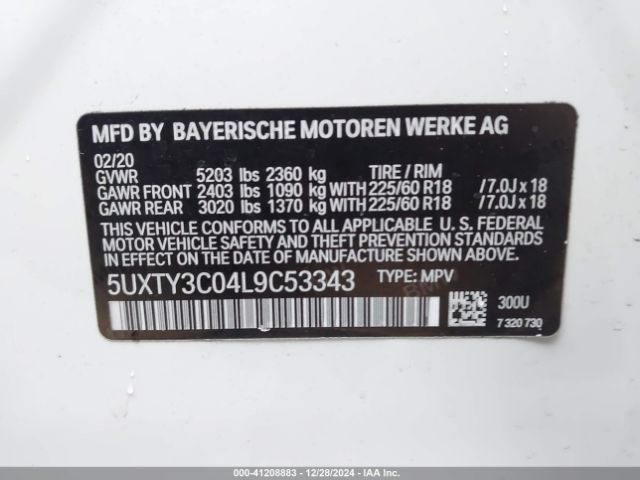 MFD BY BAYERISCHE MOTOREN WERKE AG
02/20
GVWR 5203 lbs 2360 kg TIRE / RIM
GAWR FRONT 2403 lbs 1090 kg WITH 225/60 R18 / 7.0J x 18
GAWR REAR 3020 lbs 1370 kg WITH 225/60 R18 / 7.0J x 18
THIS VEHICLE CONFORMS TO ALL APPLICABLE U. S. FEDERAL
MOTOR VEHICLE SAFETY, BUMPER, AND THEFT PREVENTION
STANDARDS IN EFFECT ON THE DATE OF MANUFACTURE SHOWN ABOVE.
5UXTY3C04L9C53343 TYPE: MPV
300U
7 320 730
000-41208883 - 12/28/2024 - IAA Inc.